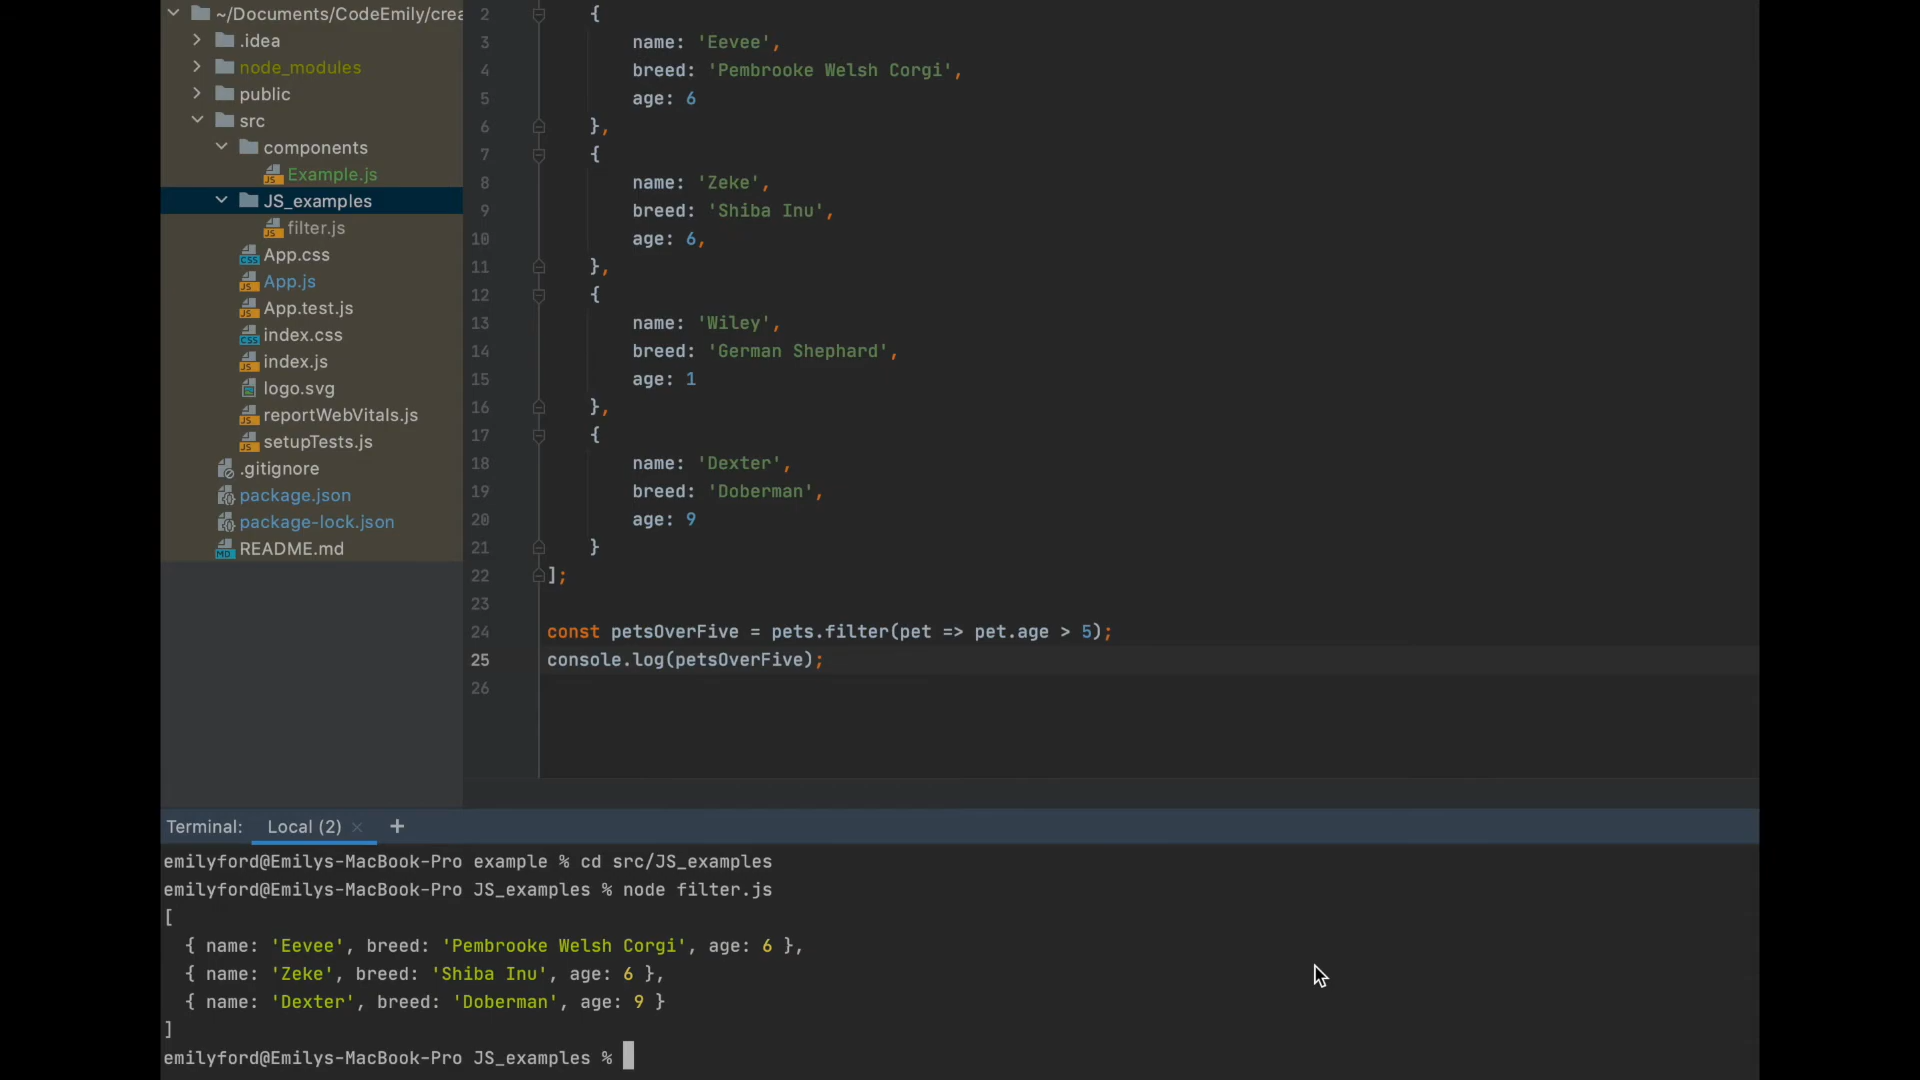 ~/Documents/CodeEmily/crea
.idea
node_modules
public
src
components
Example.js
JS_examples
filter.js
App.css
App.js
App.test.js
index.css
index.js
logo.svg
reportWebVitals.js
setupTests.js
.gitignore
package.json
package-lock.json
README.md
2 {
3 name: 'Eevee',
4 breed: 'Pembrooke Welsh Corgi',
5 age: 6
6 },
7 {
8 name: 'Zeke',
9 breed: 'Shiba Inu',
10 age: 6,
11 },
12 {
13 name: 'Wiley',
14 breed: 'German Shephard',
15 age: 1
16 },
17 {
18 name: 'Dexter',
19 breed: 'Doberman',
20 age: 9
21 }
22 ];
23
24 const petsOverFive = pets.filter(pet => pet.age > 5);
25 console.log(petsOverFive);
26
Terminal: Local (2) × +
emilyford@Emilys-MacBook-Pro example % cd src/JS_examples
emilyford@Emilys-MacBook-Pro JS_examples % node filter.js
[
{ name: 'Eevee', breed: 'Pembrooke Welsh Corgi', age: 6 },
{ name: 'Zeke', breed: 'Shiba Inu', age: 6 },
{ name: 'Dexter', breed: 'Doberman', age: 9 }
]
emilyford@Emilys-MacBook-Pro JS_examples %